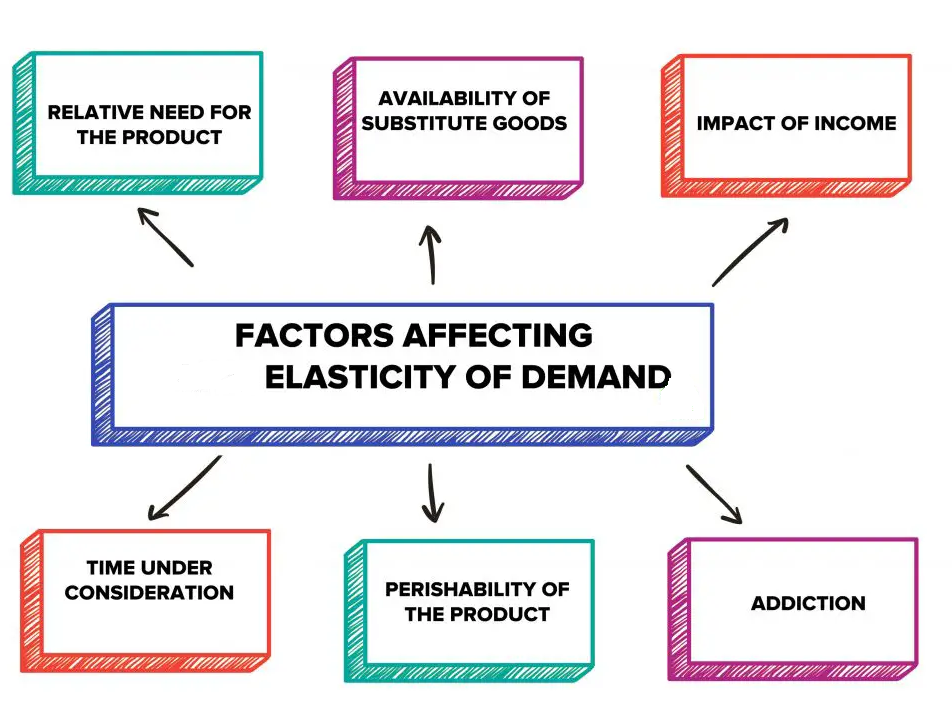 RELATIVE NEED FOR
THE PRODUCT
AVAILABILITY OF
SUBSTITUTE GOODS
IMPACT OF INCOME
FACTORS AFFECTING
ELASTICITY OF DEMAND
TIME UNDER
CONSIDERATION
PERISHABILITY OF
THE PRODUCT
ADDICTION